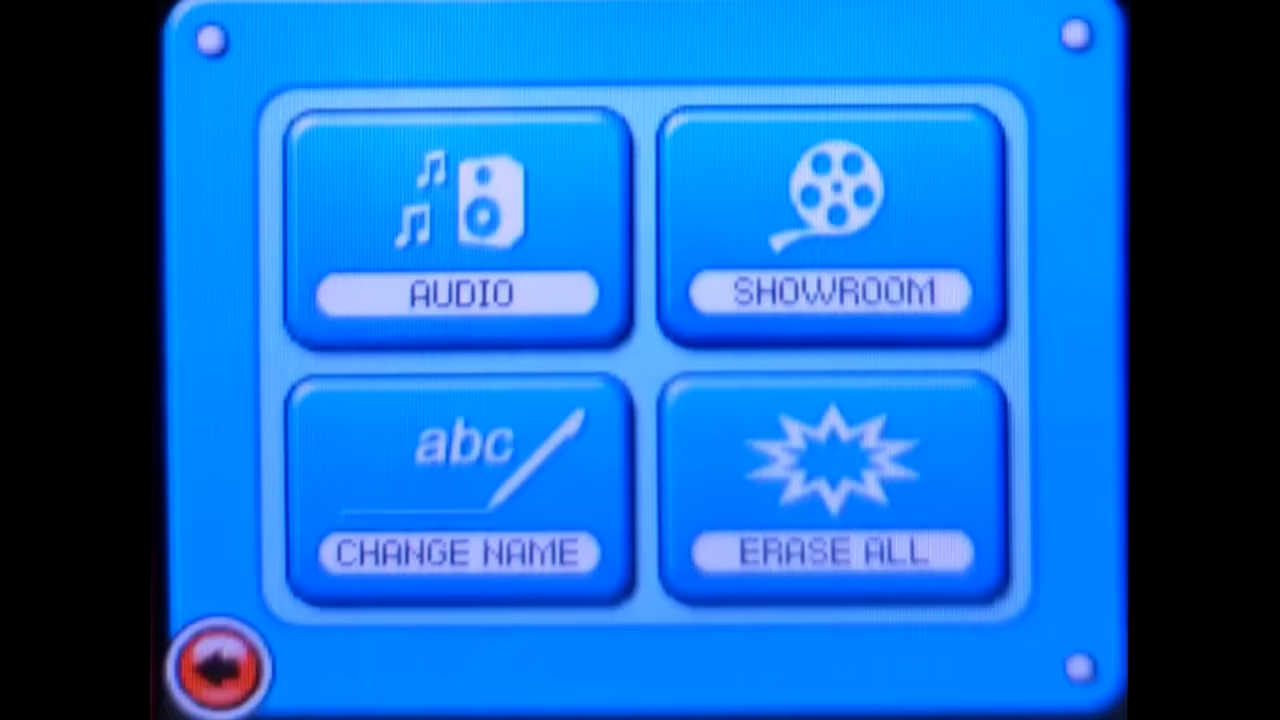 AUDIO
SHOWROOM
abc
CHANGE NAME
ERASE ALL